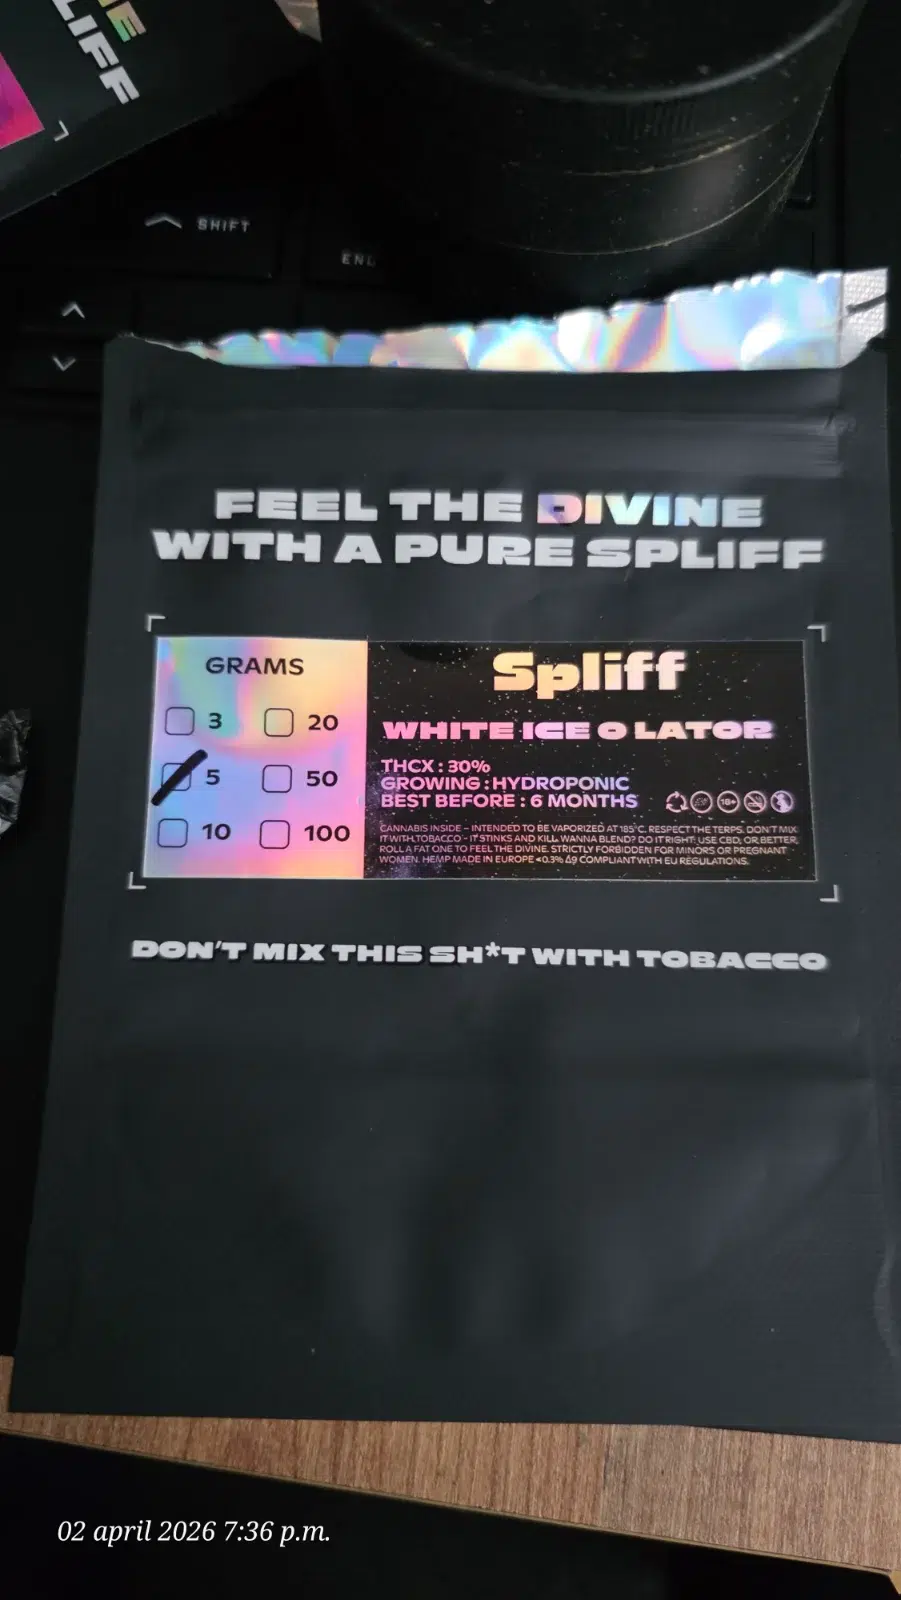 LIFF
SHIFT
END
FEEL THE DIVINE
WITH A PURE SPLIFF
GRAMS
3 20
5 50
10 100
Spliff
WHITE ICE O LATOR
THCX : 30%
GROWING : HYDROPONIC
BEST BEFORE : 6 MONTHS
18+
CANNABIS INSIDE - INTENDED TO BE VAPORIZED AT 185°C. RESPECT THE TERPS. DON'T MIX
IT WITH TOBACCO - IT STINKS AND KILL. WANNA BLEND? DO IT RIGHT: USE CBD, OR BETTER,
ROLL A FAT ONE TO FEEL THE DIVINE. STRICTLY FORBIDDEN FOR MINORS OR PREGNANT
WOMEN. HEMP MADE IN EUROPE <0.3% Δ9 COMPLIANT WITH EU REGULATIONS.
DON'T MIX THIS SH*T WITH TOBACCO
02 april 2026 7:36 p.m.